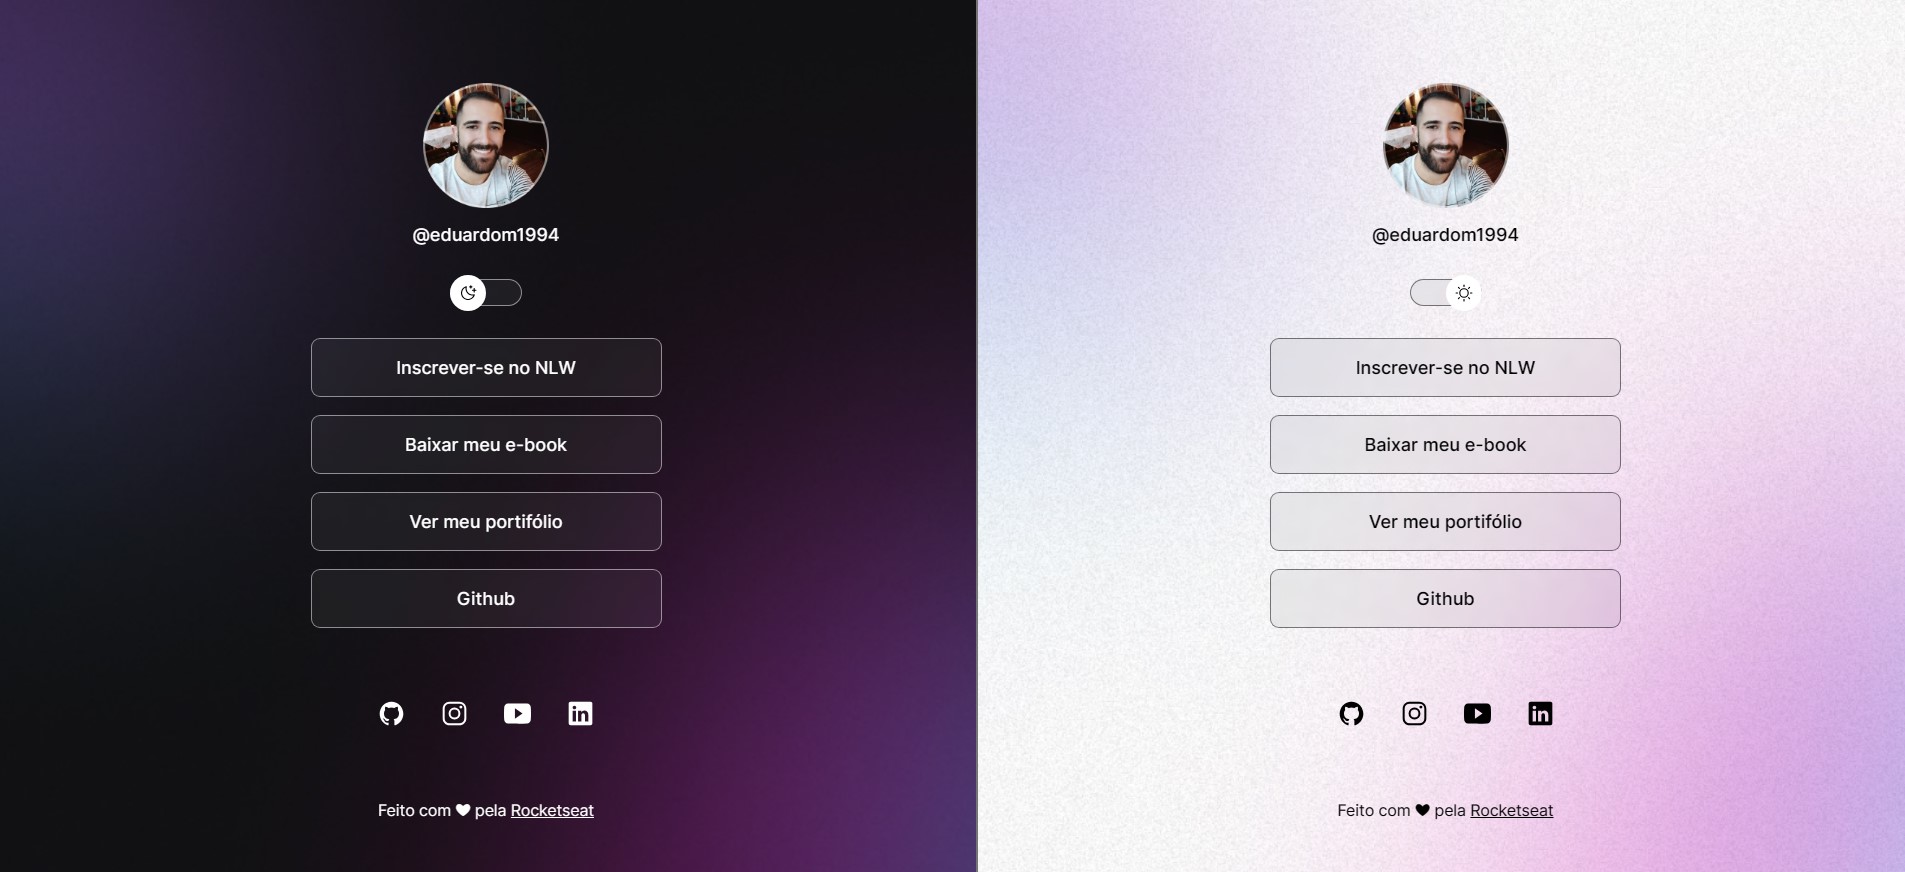 @eduardom1994
Inscrever-se no NLW
Baixar meu e-book
Ver meu portifólio
Github
Feito com ♥ pela Rocketseat
@eduardom1994
Inscrever-se no NLW
Baixar meu e-book
Ver meu portifólio
Github
Feito com ♥ pela Rocketseat